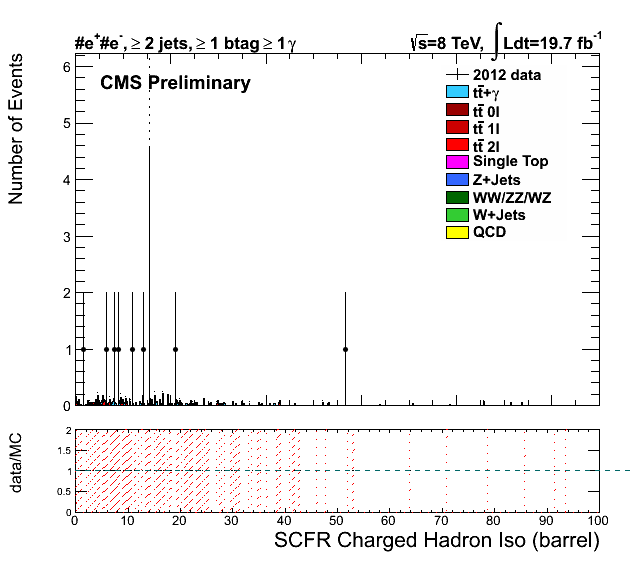 #e⁺#e⁻, ≥ 2 jets, ≥ 1 btag ≥ 1 γ
√s=8 TeV, ∫Ldt=19.7 fb⁻¹
CMS Preliminary
Number of Events
6
5
4
3
2
1
0
2012 data
tt̅+γ
tt̅ 0l
tt̅ 1l
tt̅ 2l
Single Top
Z+Jets
WW/ZZ/WZ
W+Jets
QCD
data/MC
2
1.5
1
0.5
0
0 10 20 30 40 50 60 70 80 90 100
SCFR Charged Hadron Iso (barrel)